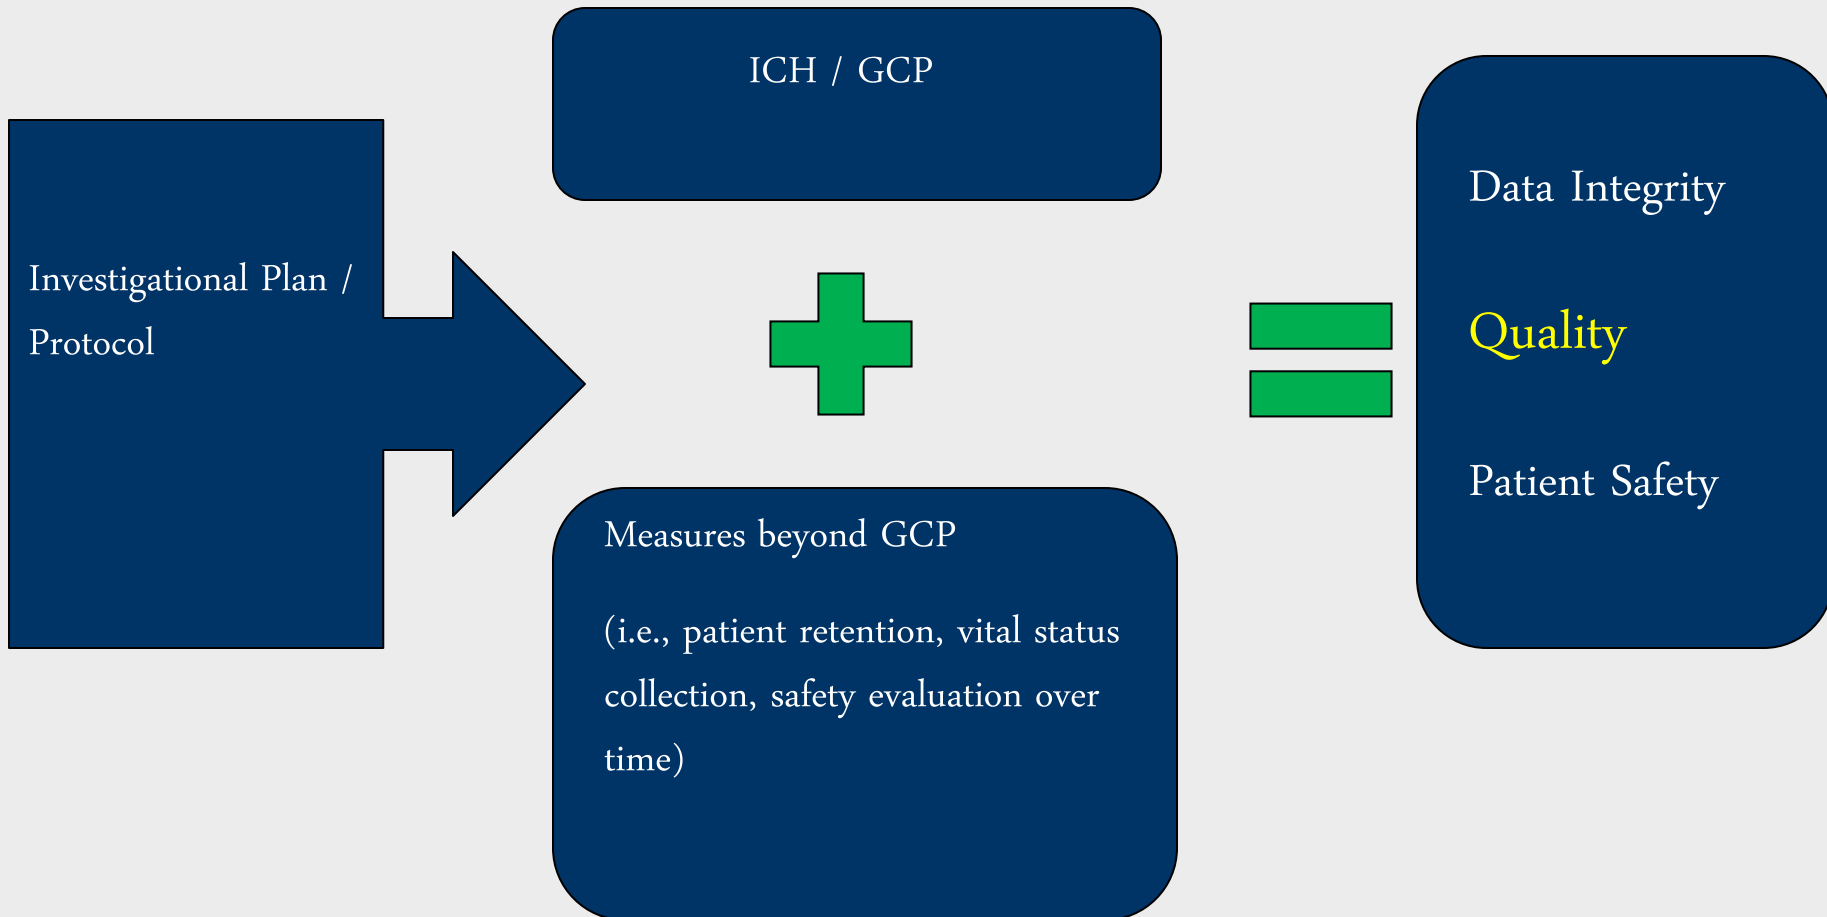 Investigational Plan /
Protocol
ICH / GCP
Measures beyond GCP
(i.e., patient retention, vital status
collection, safety evaluation over
time)
Data Integrity
Quality
Patient Safety